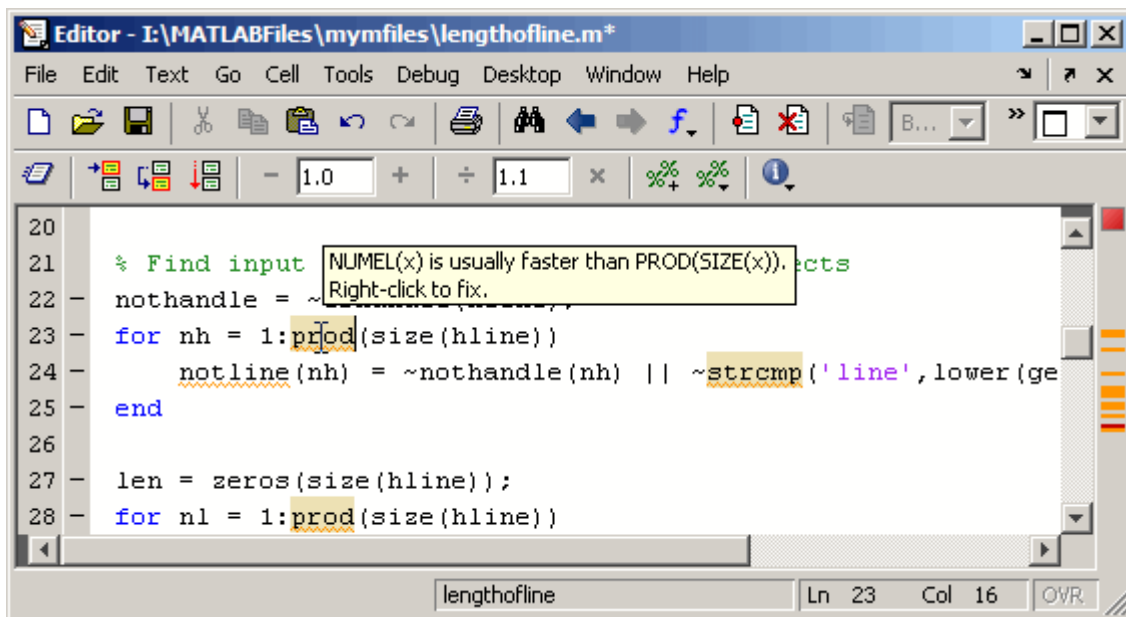 Editor - I:\MATLABFiles\mymfiles\lengthofline.m*
File Edit Text Go Cell Tools Debug Desktop Window Help
B...
1.0 1.1
20
21 % Find input ects
NUMEL(x) is usually faster than PROD(SIZE(x)).
Right-click to fix.
22 - nothandle = ~
23 - for nh = 1:prod(size(hline))
24 - notline(nh) = ~nothandle(nh) || ~strcmp('line',lower(ge
25 - end
26
27 - len = zeros(size(hline));
28 - for nl = 1:prod(size(hline))
lengthofline Ln 23 Col 16 OVR